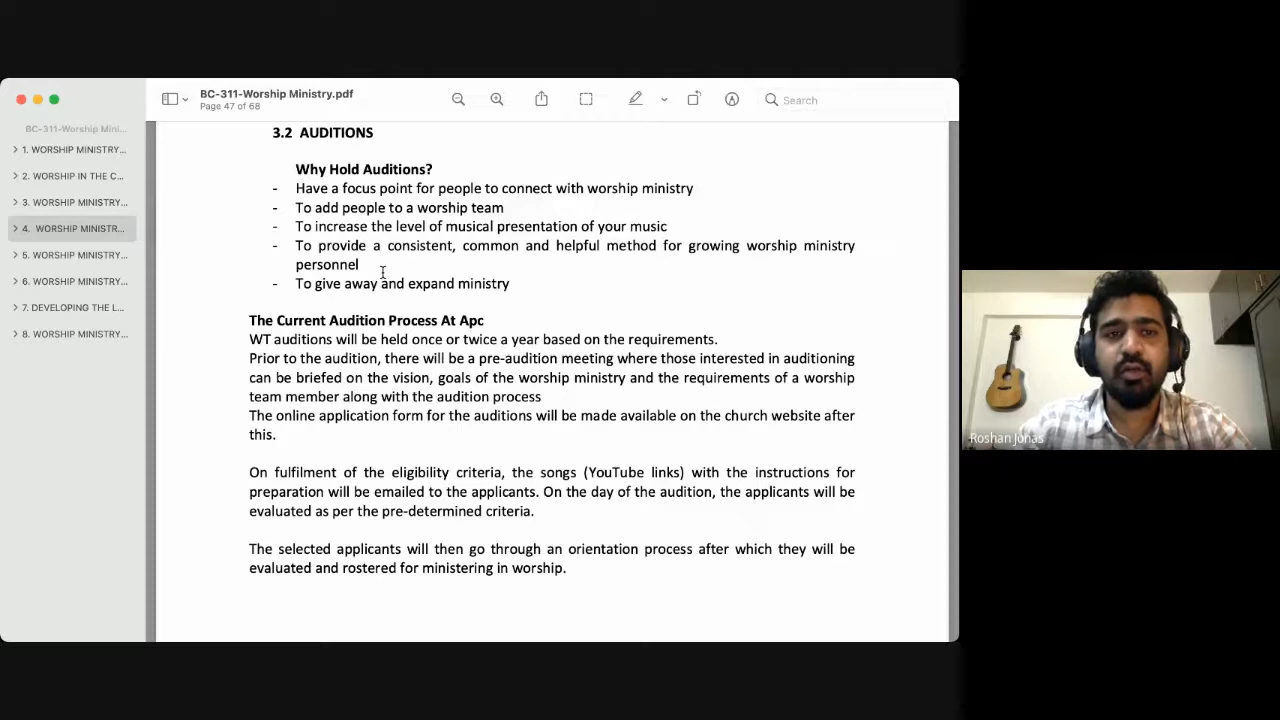 BC-311-Worship Ministry.pdf
Page 47 of 68
Search
BC-311-Worship Mini...
1. WORSHIP MINISTRY...
2. WORSHIP IN THE C...
3. WORSHIP MINISTRY...
4. WORSHIP MINISTR...
5. WORSHIP MINISTRY...
6. WORSHIP MINISTRY...
7. DEVELOPING THE L...
8. WORSHIP MINISTRY...
3.2 AUDITIONS
Why Hold Auditions?
- Have a focus point for people to connect with worship ministry
- To add people to a worship team
- To increase the level of musical presentation of your music
- To provide a consistent, common and helpful method for growing worship ministry
personnel
- To give away and expand ministry
The Current Audition Process At Apc
WT auditions will be held once or twice a year based on the requirements.
Prior to the audition, there will be a pre-audition meeting where those interested in auditioning
can be briefed on the vision, goals of the worship ministry and the requirements of a worship
team member along with the audition process
The online application form for the auditions will be made available on the church website after
this.
On fulfilment of the eligibility criteria, the songs (YouTube links) with the instructions for
preparation will be emailed to the applicants. On the day of the audition, the applicants will be
evaluated as per the pre-determined criteria.
The selected applicants will then go through an orientation process after which they will be
evaluated and rostered for ministering in worship.
Roshan Jonas